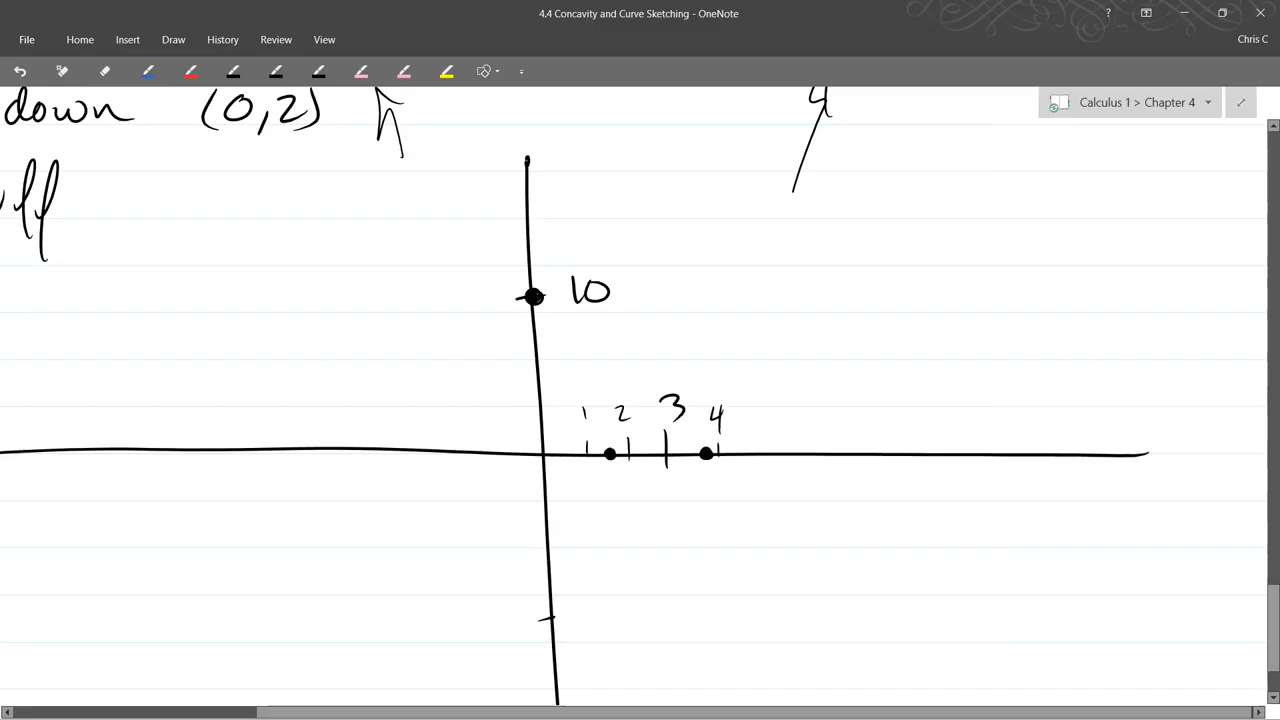 4.4 Concavity and Curve Sketching - OneNote
File Home Insert Draw History Review View
Chris C
Calculus 1 > Chapter 4
down (0,2)
4
10
1 2 3 4